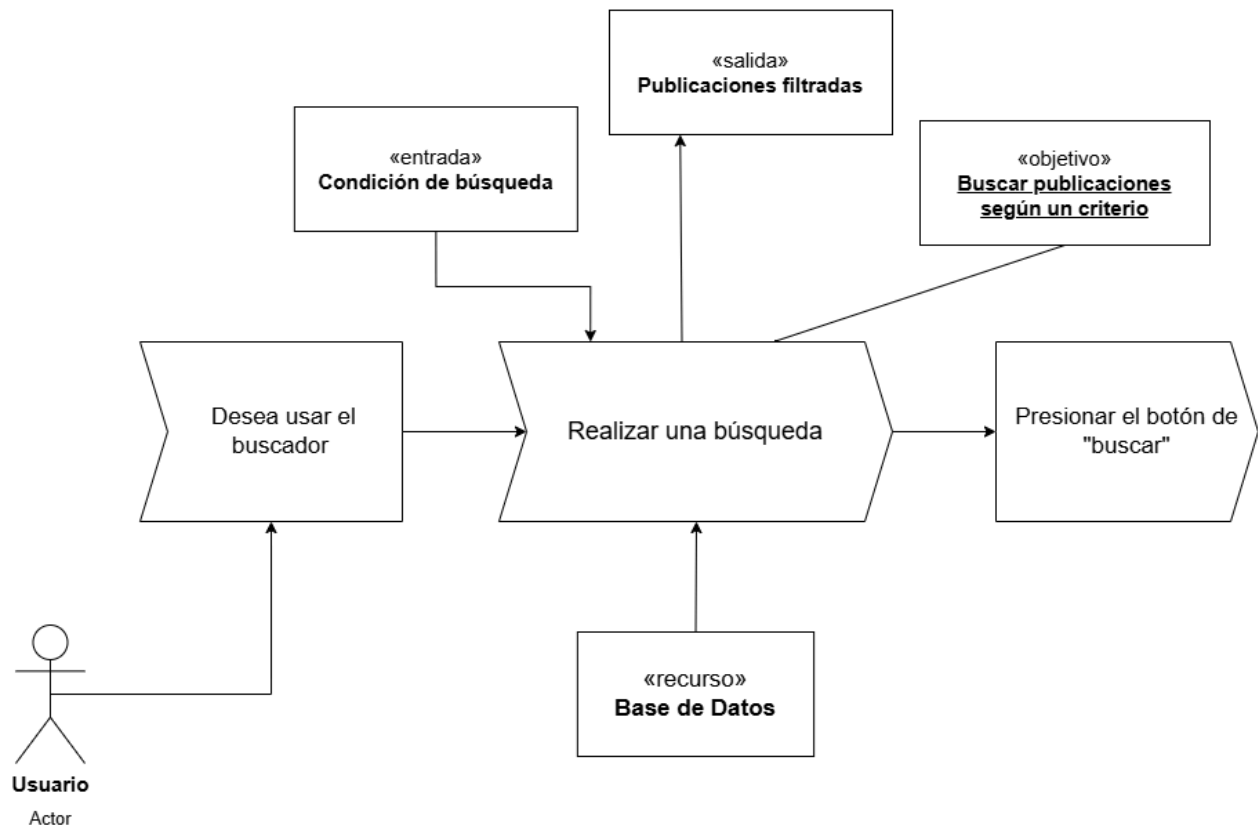 «salida»
Publicaciones filtradas
«entrada»
Condición de búsqueda
«objetivo»
Buscar publicaciones
según un criterio
Desea usar el
buscador
Realizar una búsqueda
Presionar el botón de
"buscar"
«recurso»
Base de Datos
Usuario
Actor